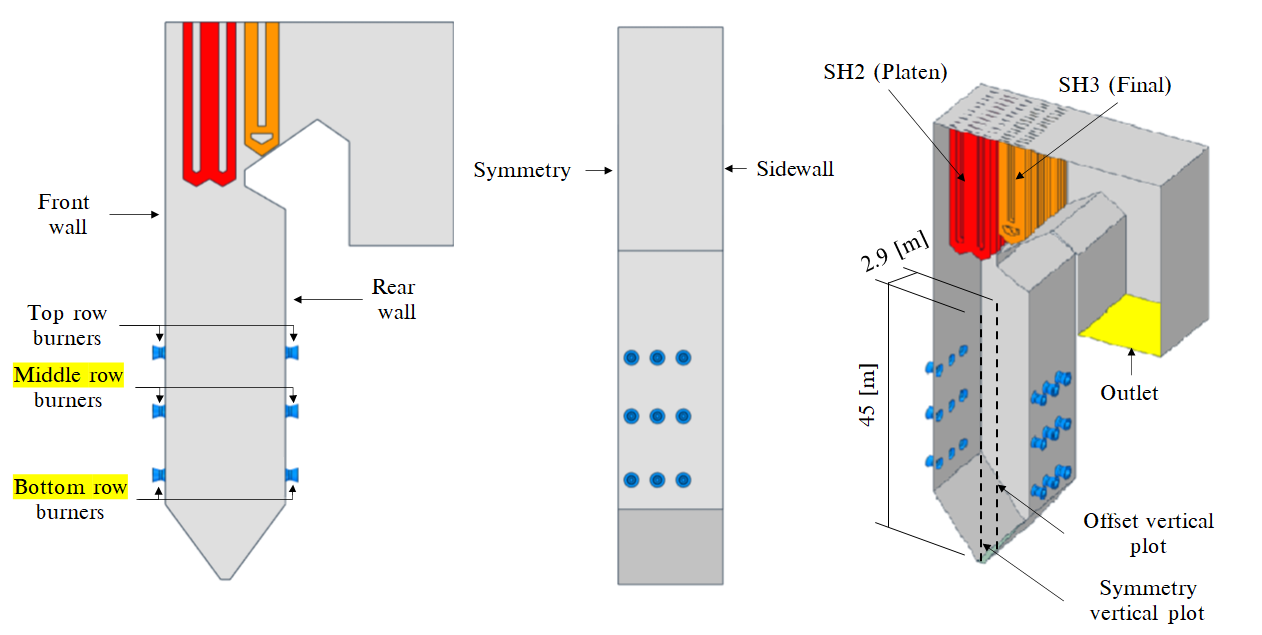 Front
wall
Top row
burners
Middle row
burners
Bottom row
burners
Rear
wall
Symmetry
Sidewall
SH2 (Platen)
SH3 (Final)
2.9 [m]
45 [m]
Outlet
Offset vertical
plot
Symmetry
vertical plot